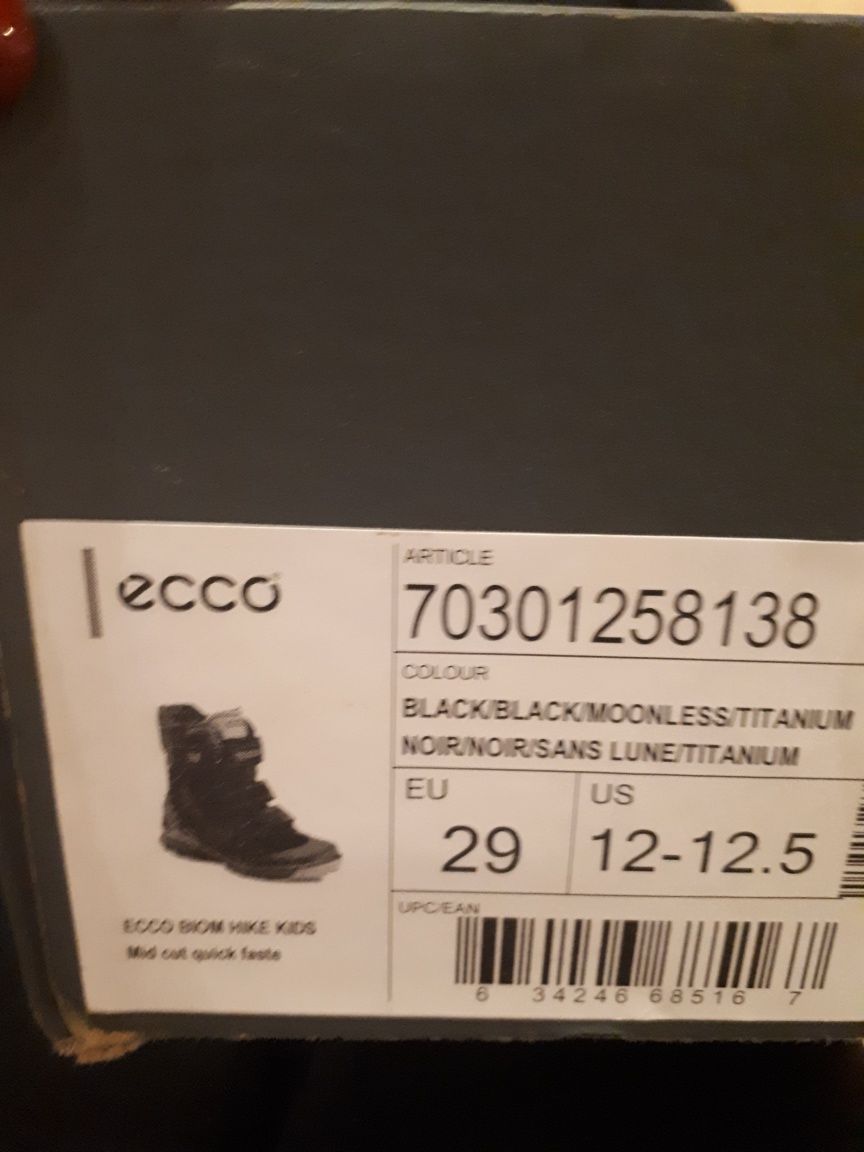 ecco
ARTICLE
70301258138
COLOUR
BLACK/BLACK/MOONLESS/TITANIUM
NOIR/NOIR/SANS LUNE/TITANIUM
EU
29
US
12-12.5
UPC/EAN
6 34246 68516 7
ECCO BIOM HIKE KIDS
Mid cut quick faste